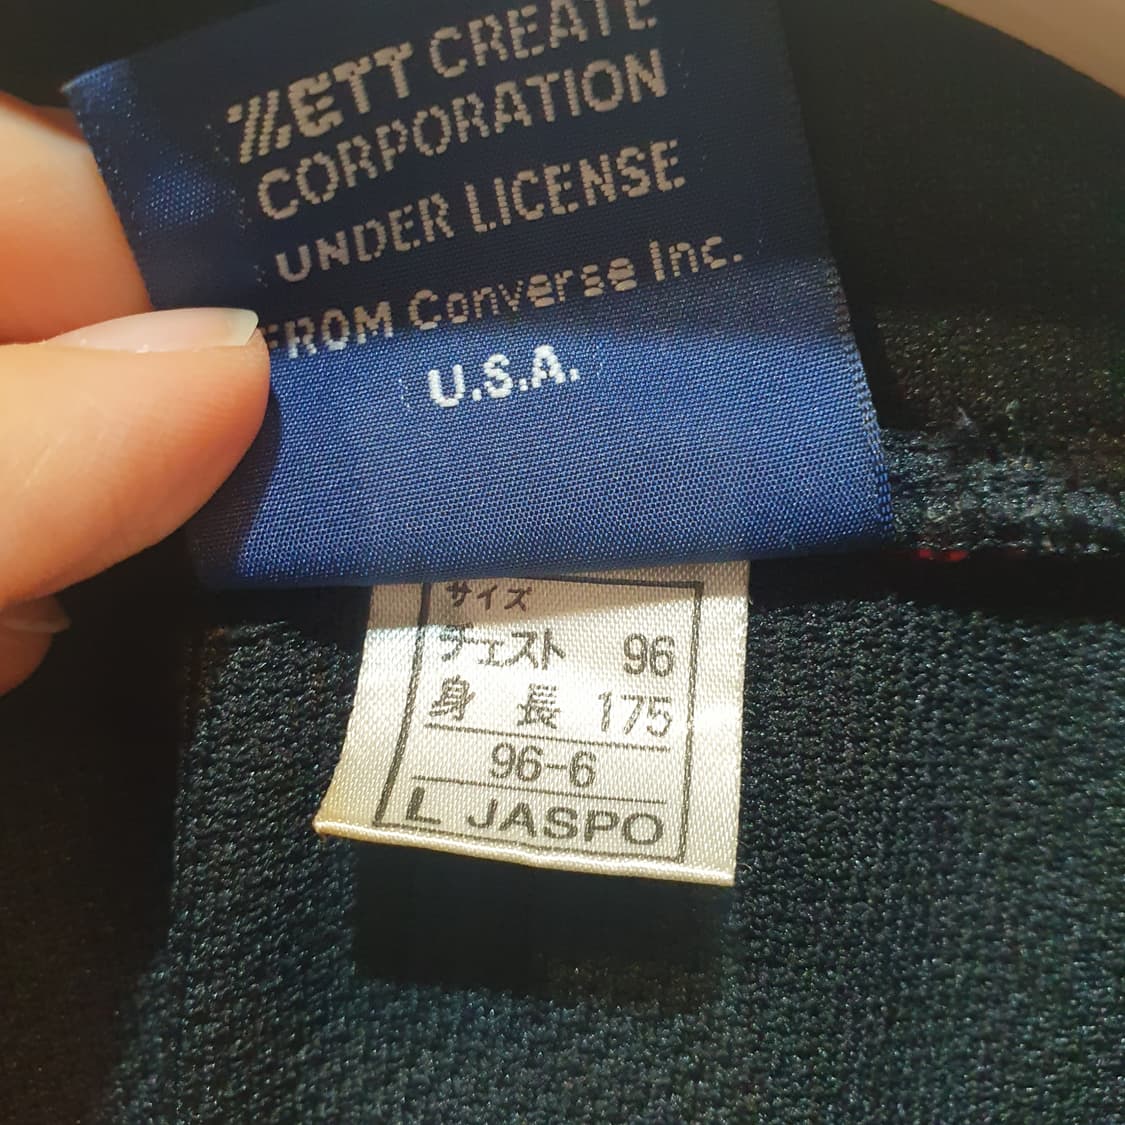 ZETT CREATE
CORPORATION
UNDER LICENSE
FROM Converse Inc.
U.S.A.
サイズ
チェスト 96
身 長 175
96-6
L JASPO